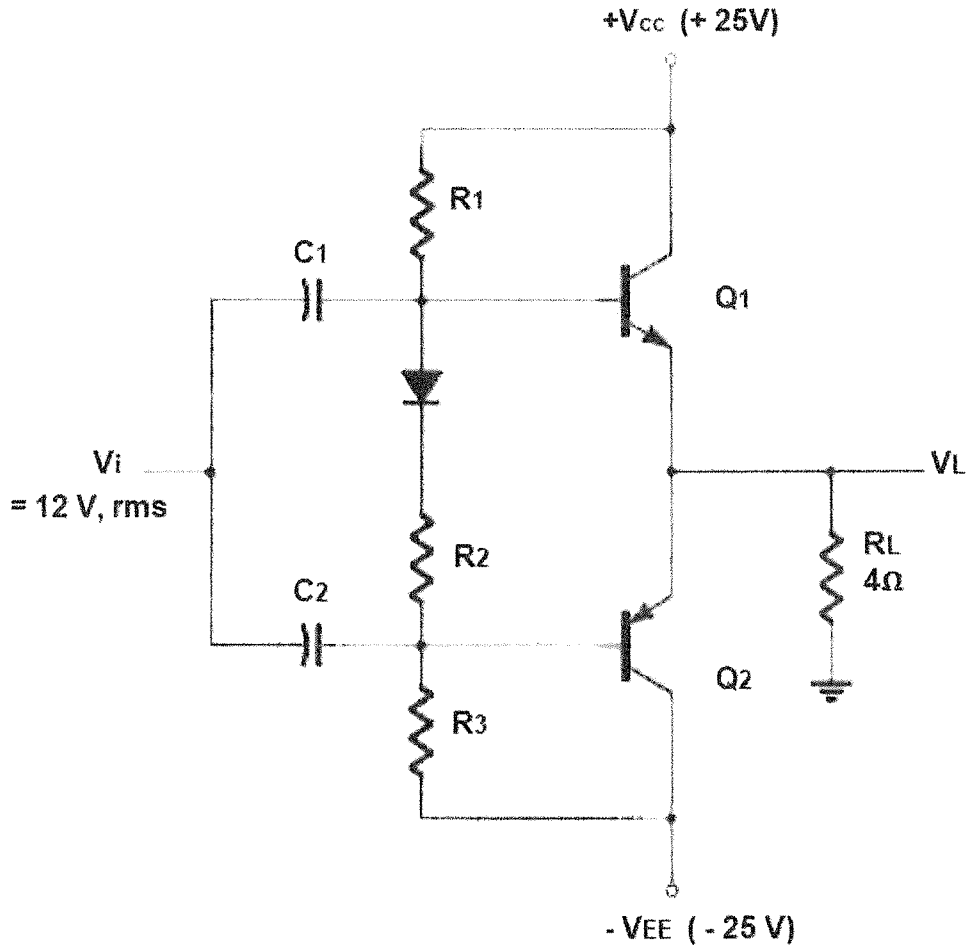 +VCC (+ 25V)
R1
C1
Q1
Vi
= 12 V, rms
VL
R2
RL
4Ω
C2
Q2
R3
- VEE ( - 25 V)